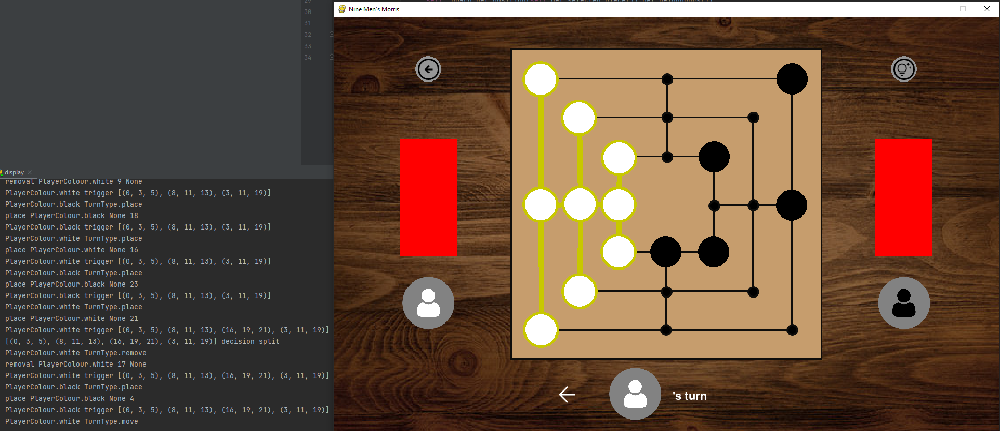 Nine Men's Morris
30
31
32
33
34
display
removal PlayerColour.white 9 None
PlayerColour.white trigger [(0, 3, 5), (8, 11, 13), (3, 11, 19)]
PlayerColour.black TurnType.place
place PlayerColour.black None 18
PlayerColour.black trigger [(0, 3, 5), (8, 11, 13), (3, 11, 19)]
PlayerColour.white TurnType.place
place PlayerColour.white None 16
PlayerColour.white trigger [(0, 3, 5), (8, 11, 13), (3, 11, 19)]
PlayerColour.black TurnType.place
place PlayerColour.black None 23
PlayerColour.black trigger [(0, 3, 5), (8, 11, 13), (3, 11, 19)]
PlayerColour.white TurnType.place
place PlayerColour.white None 21
PlayerColour.white trigger [(0, 3, 5), (8, 11, 13), (16, 19, 21), (3, 11, 19)]
[(0, 3, 5), (8, 11, 13), (16, 19, 21), (3, 11, 19)] decision split
PlayerColour.white TurnType.remove
removal PlayerColour.white 17 None
PlayerColour.white trigger [(0, 3, 5), (8, 11, 13), (16, 19, 21), (3, 11, 19)]
PlayerColour.black TurnType.place
place PlayerColour.black None 4
PlayerColour.black trigger [(0, 3, 5), (8, 11, 13), (16, 19, 21), (3, 11, 19)]
PlayerColour.white TurnType.move
's turn